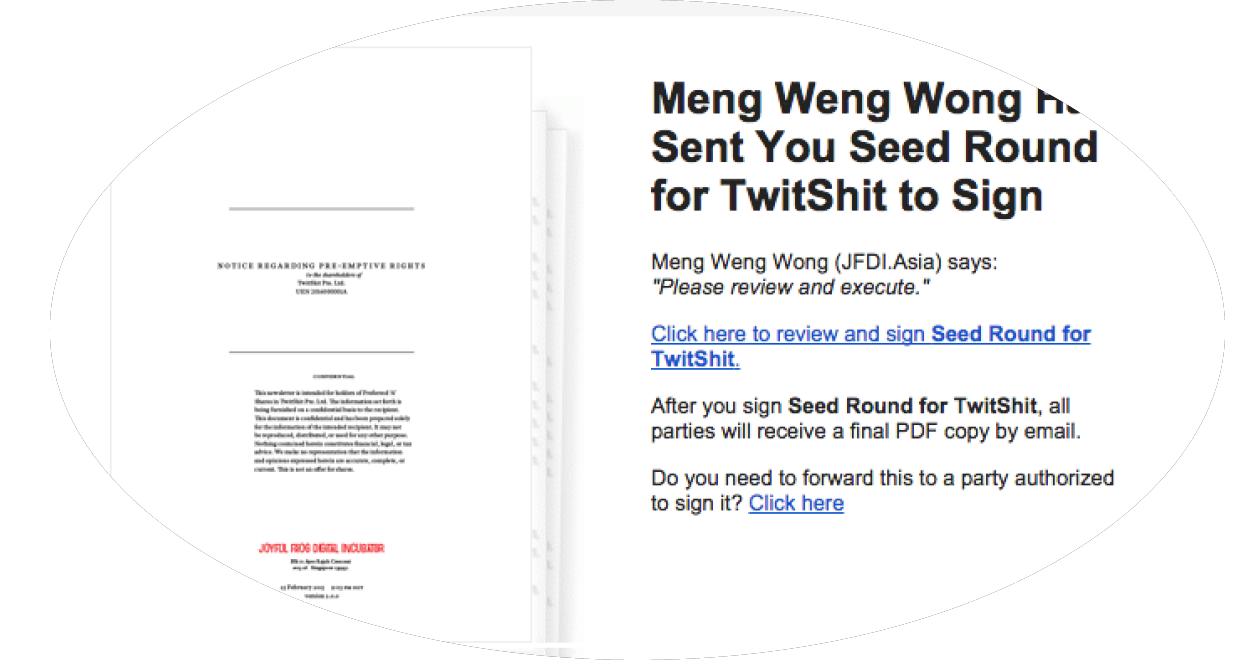 NOTICE REGARDING PRE-EMPTIVE RIGHTS
to the shareholders of
TwitShit Pte. Ltd.
UEN
CONFIDENTIAL
This newsletter is intended for holders of Preferred 'A'
Shares in TwitShit Pte. Ltd. The information set forth is
being furnished on a confidential basis to the recipient.
This document is confidential and has been prepared solely
for the information of the intended recipient. It may not
be reproduced, distributed, or used for any other purpose.
Nothing contained herein constitutes financial, legal, or tax
advice. We make no representation that the information
and opinions expressed herein are accurate, complete, or
current. This is not an offer for shares.
JOYFUL FROG DIGITAL INCUBATOR
Ayer Rajah Crescent
Singapore
February
version
Meng Weng Wong
Sent You Seed Round
for TwitShit to Sign
Meng Weng Wong (JFDI.Asia) says:
"Please review and execute."
Click here to review and sign Seed Round for
TwitShit.
After you sign Seed Round for TwitShit, all
parties will receive a final PDF copy by email.
Do you need to forward this to a party authorized
to sign it? Click here